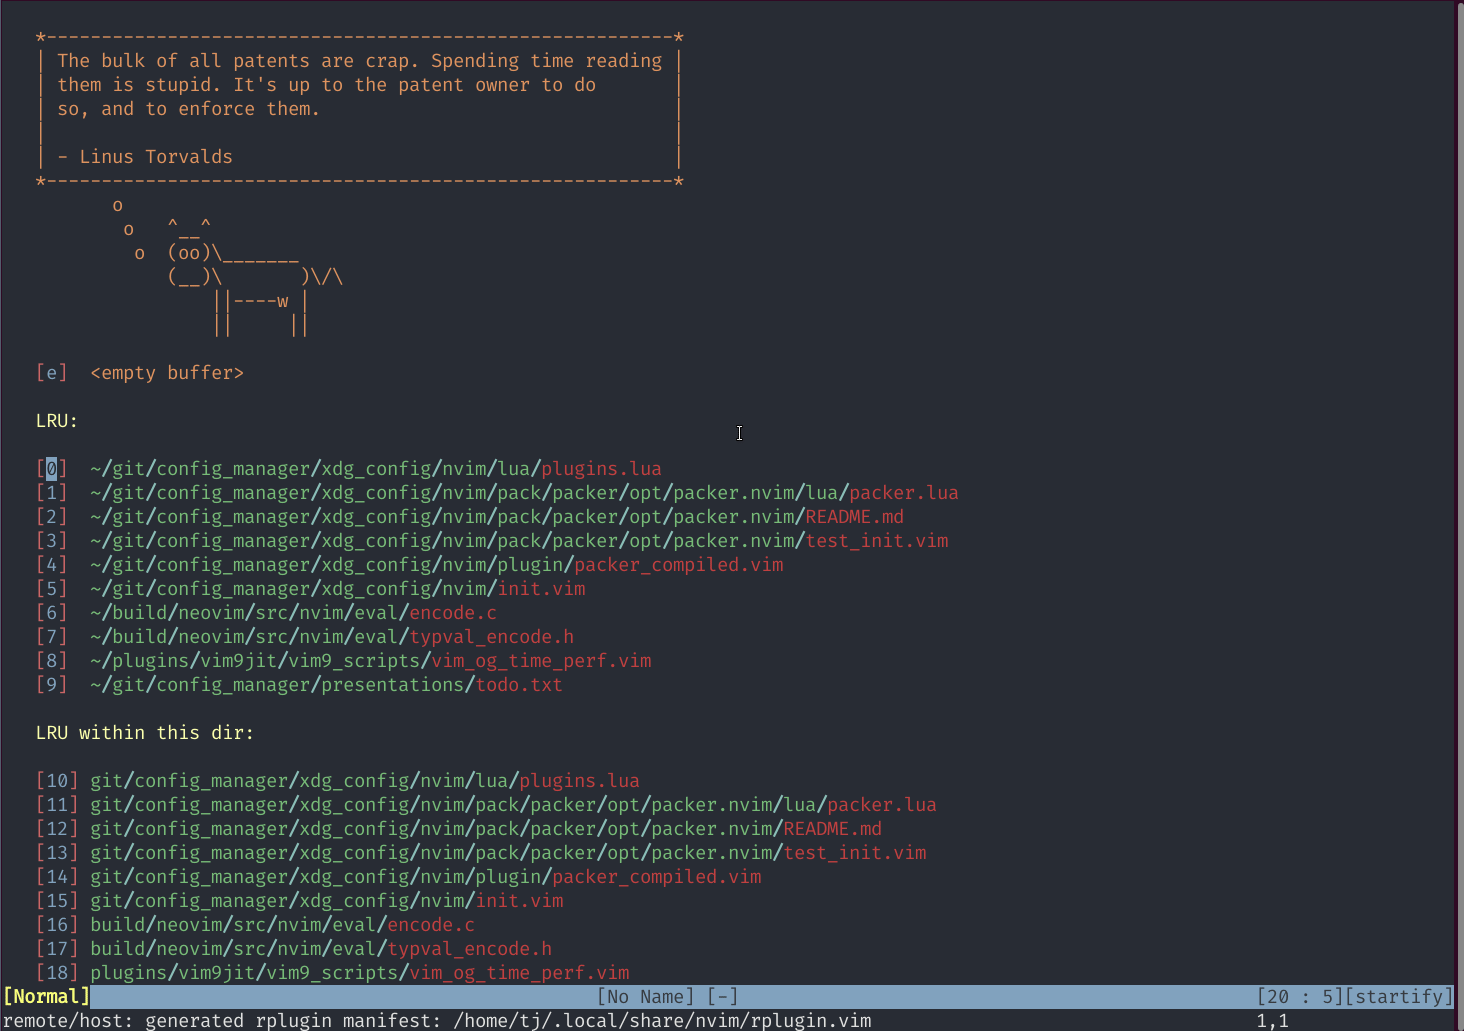 *---------------------------------------------------------*
| The bulk of all patents are crap. Spending time reading |
| them is stupid. It's up to the patent owner to do       |
| so, and to enforce them.                                |
|                                                         |
| - Linus Torvalds                                        |
*---------------------------------------------------------*
       o
        o   ^__^
         o  (oo)\_______
            (__)\       )\/\
                ||----w |
                ||     ||
[e]  <empty buffer>
LRU:
[0]  ~/git/config_manager/xdg_config/nvim/lua/plugins.lua
[1]  ~/git/config_manager/xdg_config/nvim/pack/packer/opt/packer.nvim/lua/packer.lua
[2]  ~/git/config_manager/xdg_config/nvim/pack/packer/opt/packer.nvim/README.md
[3]  ~/git/config_manager/xdg_config/nvim/pack/packer/opt/packer.nvim/test_init.vim
[4]  ~/git/config_manager/xdg_config/nvim/plugin/packer_compiled.vim
[5]  ~/git/config_manager/xdg_config/nvim/init.vim
[6]  ~/build/neovim/src/nvim/eval/encode.c
[7]  ~/build/neovim/src/nvim/eval/typval_encode.h
[8]  ~/plugins/vim9jit/vim9_scripts/vim_og_time_perf.vim
[9]  ~/git/config_manager/presentations/todo.txt
LRU within this dir:
[10] git/config_manager/xdg_config/nvim/lua/plugins.lua
[11] git/config_manager/xdg_config/nvim/pack/packer/opt/packer.nvim/lua/packer.lua
[12] git/config_manager/xdg_config/nvim/pack/packer/opt/packer.nvim/README.md
[13] git/config_manager/xdg_config/nvim/pack/packer/opt/packer.nvim/test_init.vim
[14] git/config_manager/xdg_config/nvim/plugin/packer_compiled.vim
[15] git/config_manager/xdg_config/nvim/init.vim
[16] build/neovim/src/nvim/eval/encode.c
[17] build/neovim/src/nvim/eval/typval_encode.h
[18] plugins/vim9jit/vim9_scripts/vim_og_time_perf.vim
[Normal] [No Name] [-] [20 : 5][startify]
remote/host: generated rplugin manifest: /home/tj/.local/share/nvim/rplugin.vim 1,1